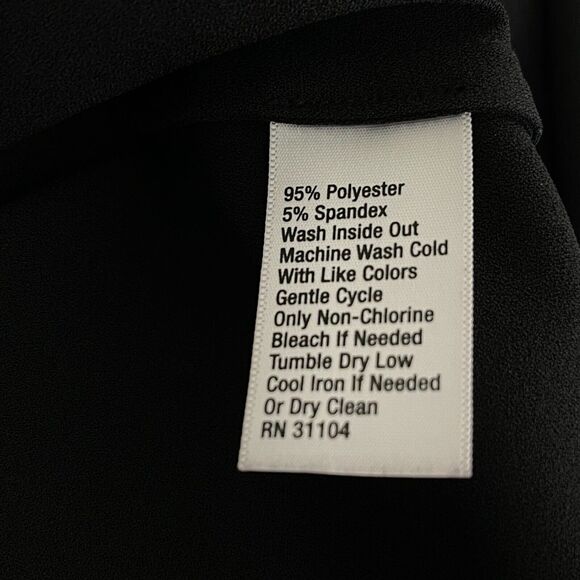 95% Polyester
5% Spandex
Wash Inside Out
Machine Wash Cold
With Like Colors
Gentle Cycle
Only Non-Chlorine
Bleach If Needed
Tumble Dry Low
Cool Iron If Needed
Or Dry Clean
RN 31104